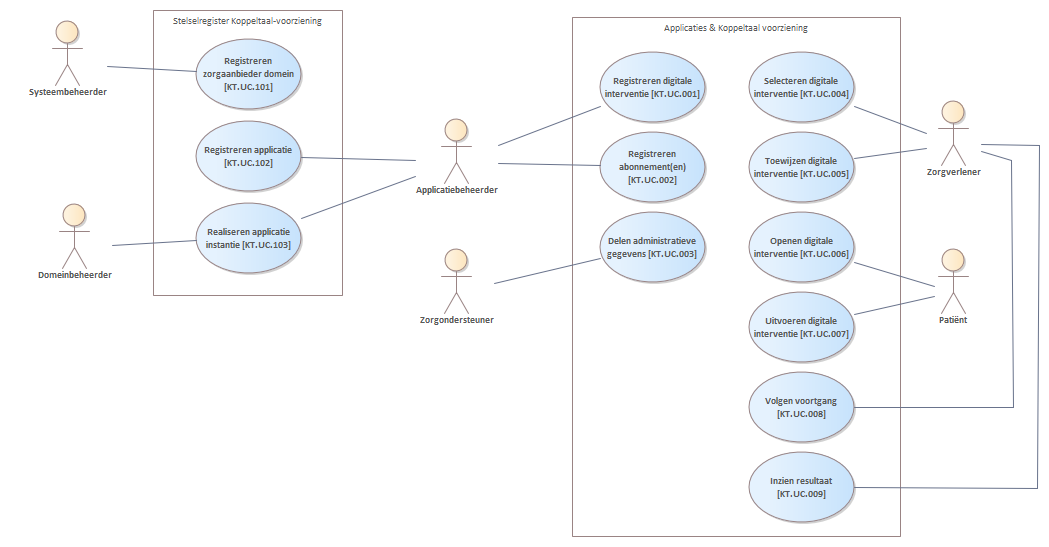 Stelselregister Koppeltaal-voorziening
Systeembeheerder
Registreren
zorgaanbieder domein
[KT.UC.101]
Registreren applicatie
[KT.UC.102]
Domeinbeheerder
Realiseren applicatie
instantie [KT.UC.103]
Applicatiebeheerder
Zorgondersteuner
Applicaties & Koppeltaal voorziening
Registreren digitale
interventie [KT.UC.001]
Registreren
abonnement(en)
[KT.UC.002]
Delen administratieve
gegevens [KT.UC.003]
Selecteren digitale
interventie [KT.UC.004]
Toewijzen digitale
interventie [KT.UC.005]
Openen digitale
interventie [KT.UC.006]
Uitvoeren digitale
interventie [KT.UC.007]
Volgen voortgang
[KT.UC.008]
Inzien resultaat
[KT.UC.009]
Zorgverlener
Patiënt